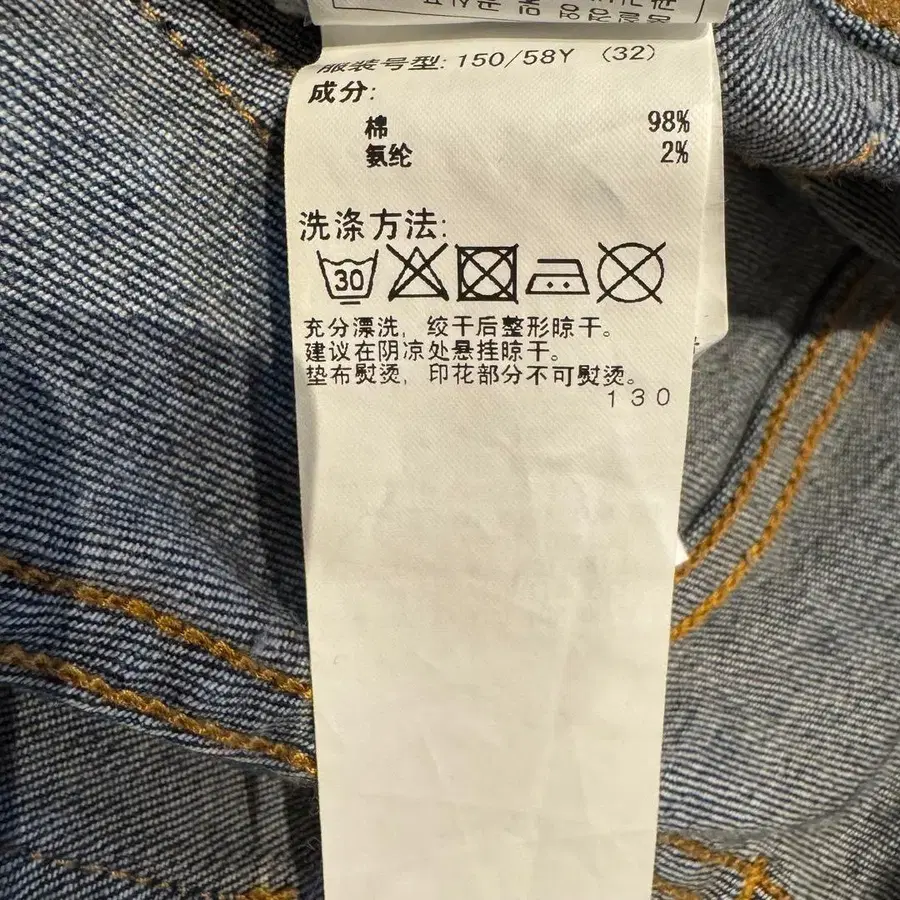 服装号型: 150/58Y (32)
成分:
棉 98%
氨纶 2%
洗涤方法:
30
充分漂洗, 绞干后整形晾干。
建议在阴凉处悬挂晾干。
垫布熨烫, 印花部分不可熨烫。
130